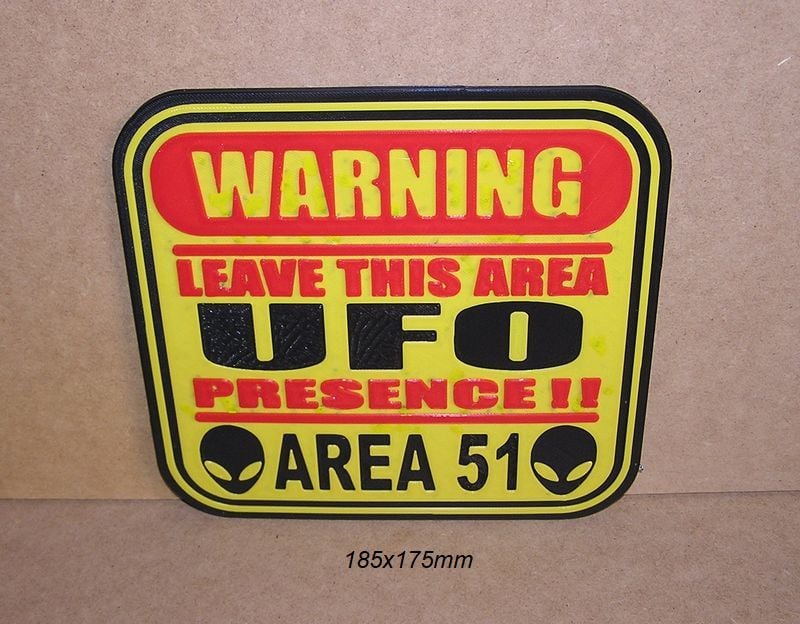 WARNING
LEAVE THIS AREA
UFO
PRESENCE!!
AREA 51
185x175mm